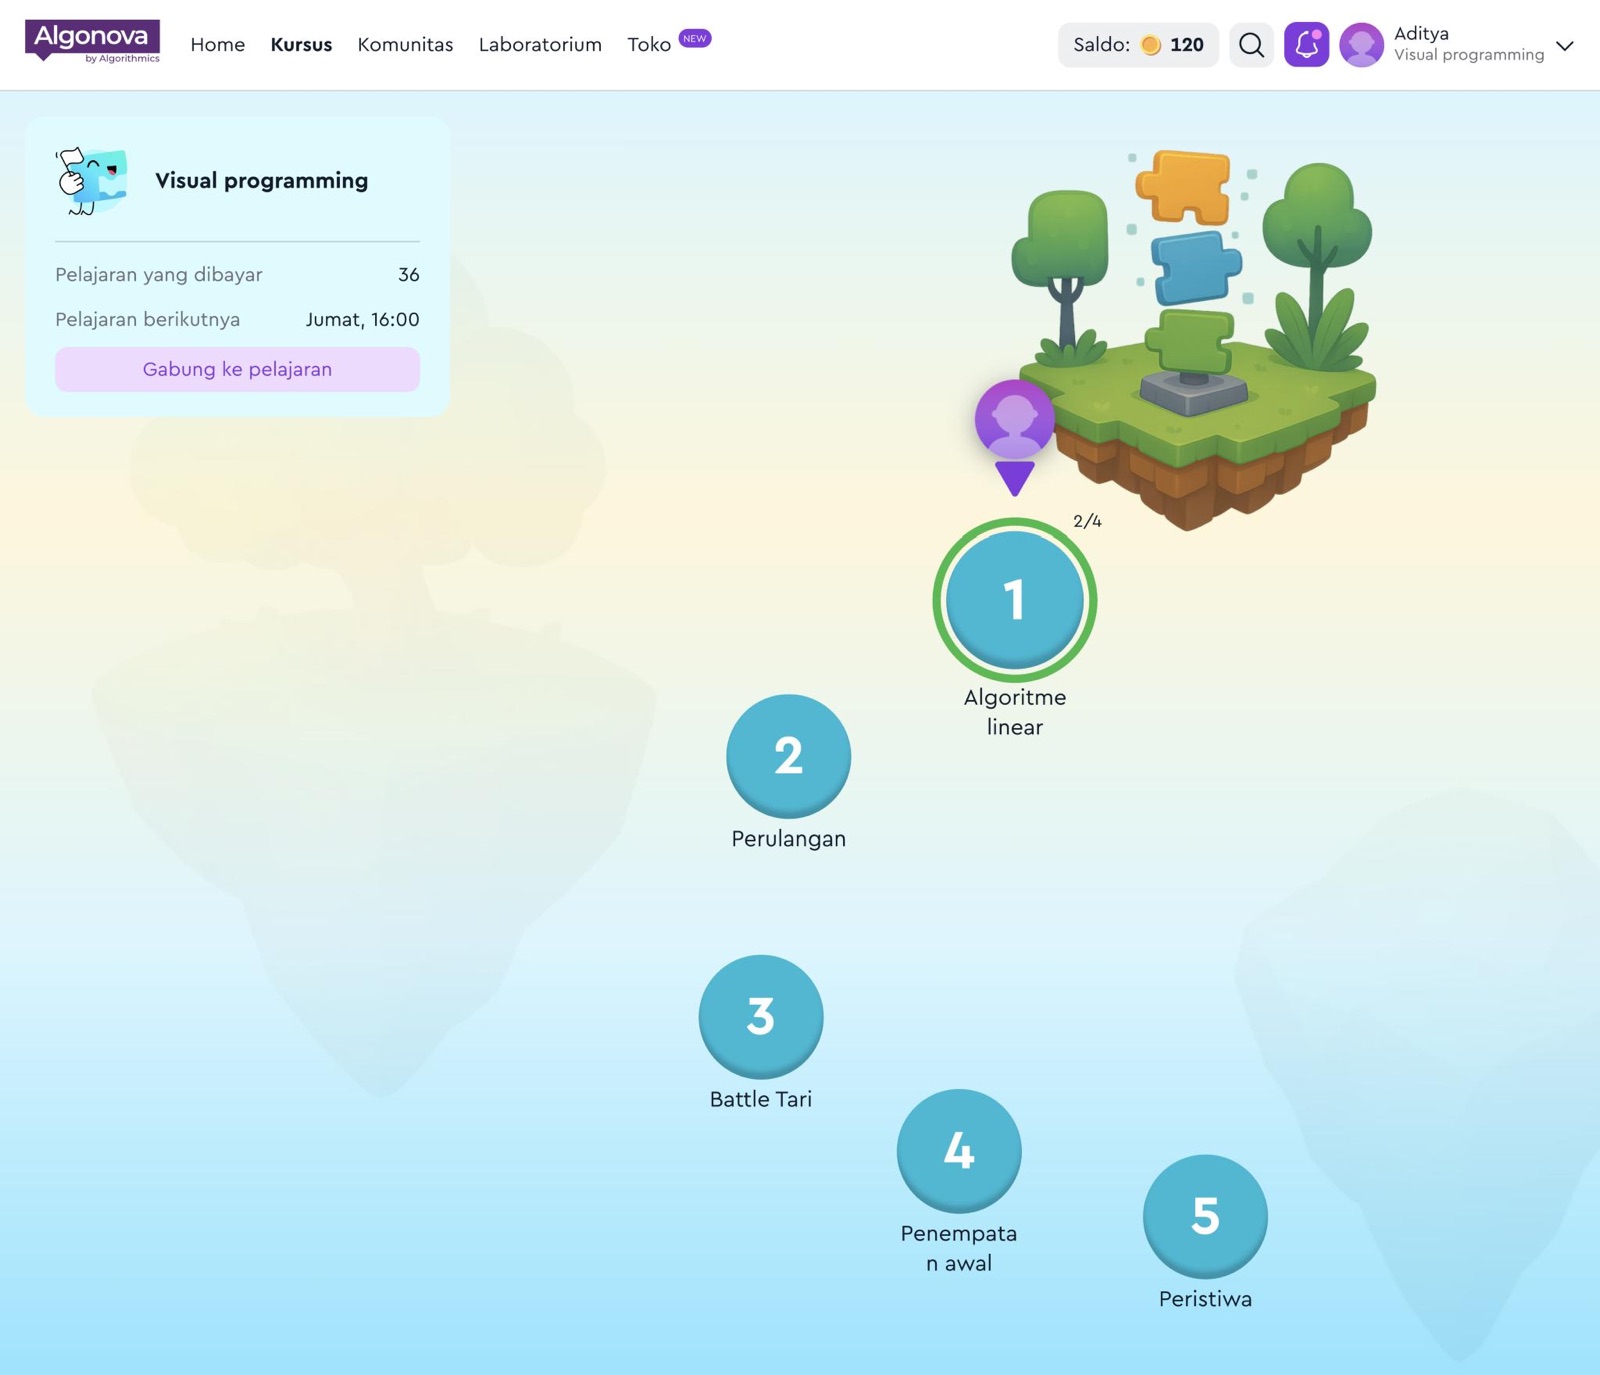 Algonova
by Algorithmics
Home
Kursus
Komunitas
Laboratorium
Toko
NEW
Saldo: 120
Aditya
Visual programming
Visual programming
Pelajaran yang dibayar 36
Pelajaran berikutnya Jumat, 16:00
Gabung ke pelajaran
2/4
1
Algoritme
linear
2
Perulangan
3
Battle Tari
4
Penempata
n awal
5
Peristiwa